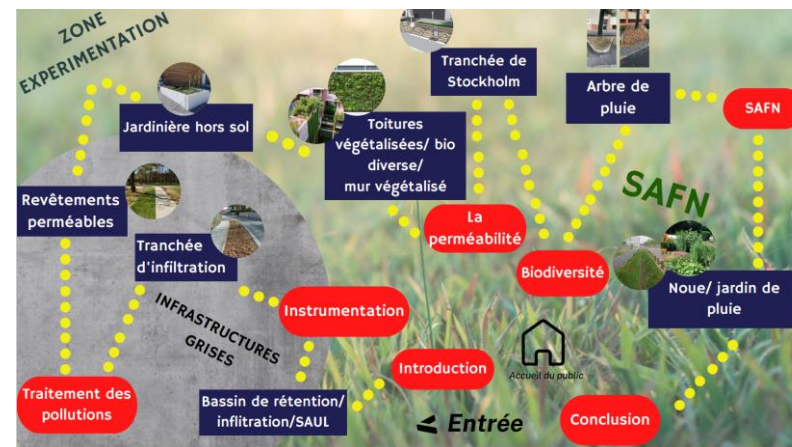 ZONE
EXPERIMENTATION
Jardinière hors sol
Toitures
végétalisées/ bio
diverse/
mur végétalisé
Tranchée de
Stockholm
Arbre de
pluie
SAFN
Revêtements
perméables
Tranchée
d'infiltration
La
perméabilité
SAFN
Biodiversité
Noue/ jardin de
pluie
INFRASTRUCTURES
GRISES
Instrumentation
Introduction
Accueil du public
Traitement des
pollutions
Bassin de rétention/
inflitration/SAUL
Entrée
Conclusion